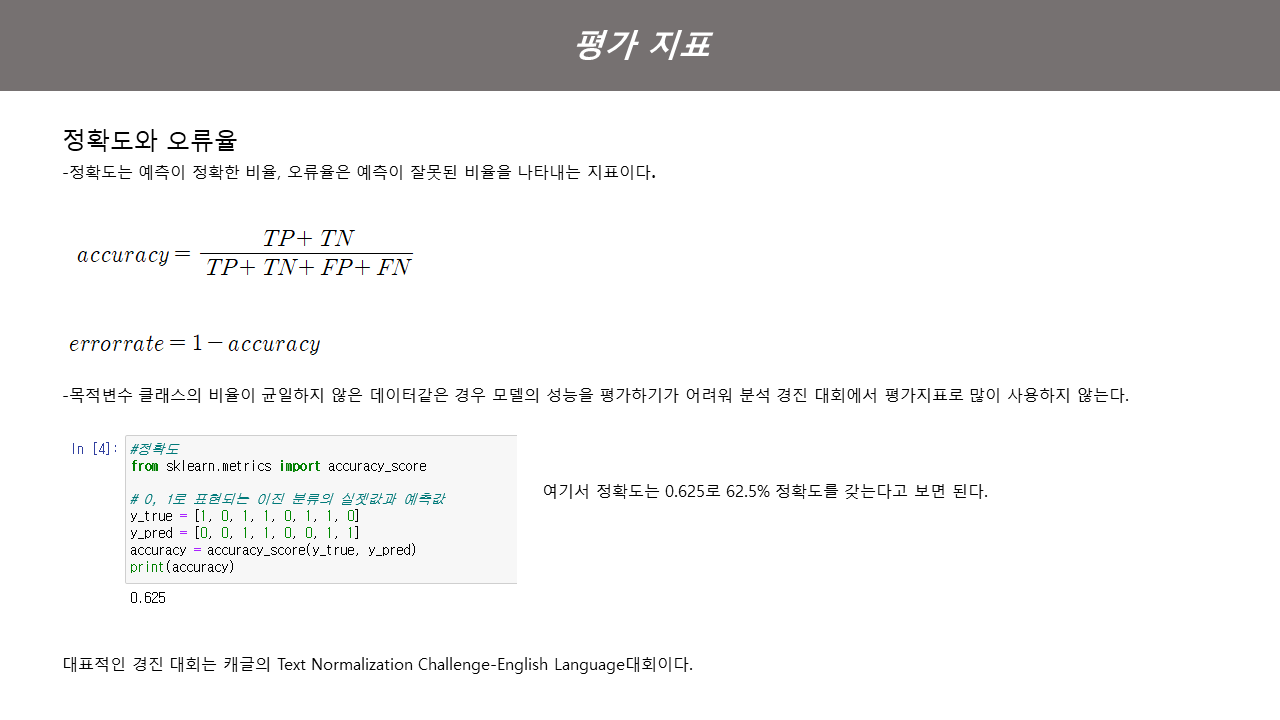 평가 지표
정확도와 오류율
-정확도는 예측이 정확한 비율, 오류율은 예측이 잘못된 비율을 나타내는 지표이다.
accuracy = TP+ TN / TP+ TN+ FP+ FN
errorrate = 1 - accuracy
-목적변수 클래스의 비율이 균일하지 않은 데이터같은 경우 모델의 성능을 평가하기가 어려워 분석 경진 대회에서 평가지표로 많이 사용하지 않는다.
In [4]:
#정확도
from sklearn.metrics import accuracy_score
# 0, 1로 표현되는 이진 분류의 실젯값과 예측값
y_true = [1, 0, 1, 1, 0, 1, 1, 0]
y_pred = [0, 0, 1, 1, 0, 0, 1, 1]
accuracy = accuracy_score(y_true, y_pred)
print(accuracy)
0.625
여기서 정확도는 0.625로 62.5% 정확도를 갖는다고 보면 된다.
대표적인 경진 대회는 캐글의 Text Normalization Challenge-English Language대회이다.